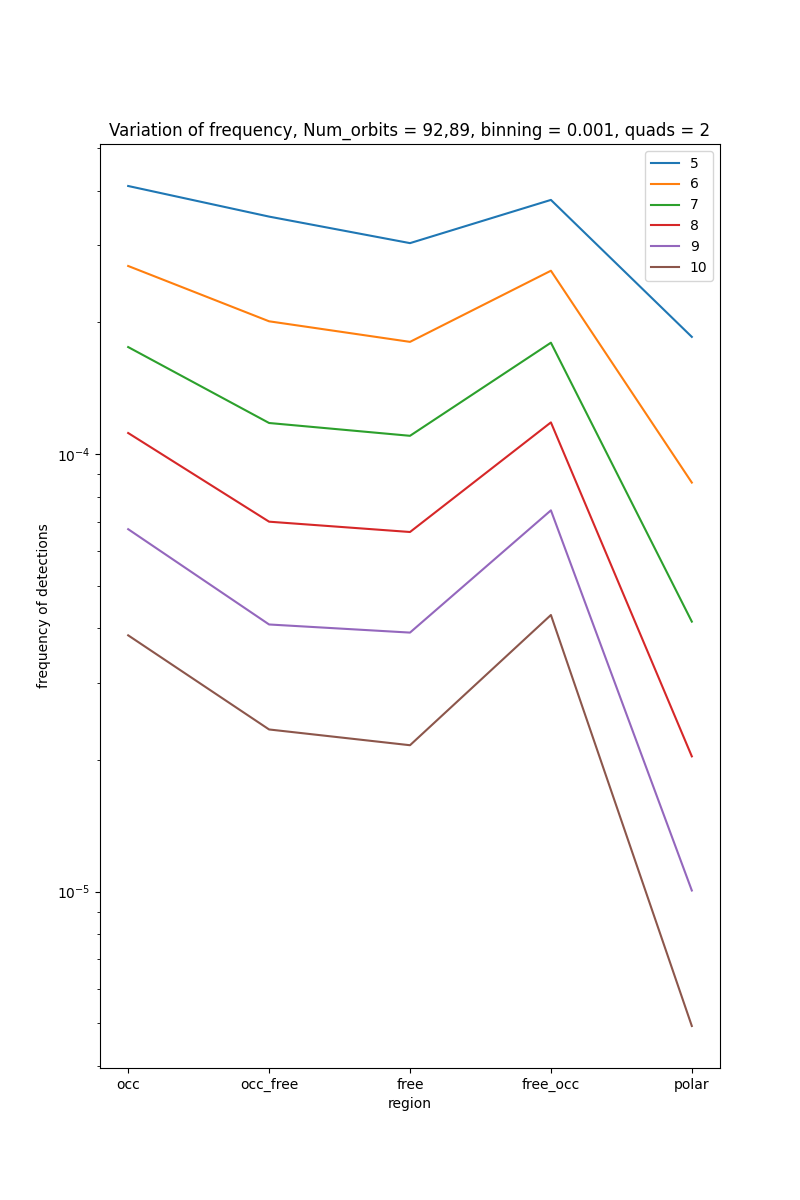 Variation of frequency, Num_orbits = 92,89, binning = 0.001, quads = 2
5
6
7
8
9
10
10⁻⁴
10⁻⁵
frequency of detections
occ occ_free free free_occ polar
region